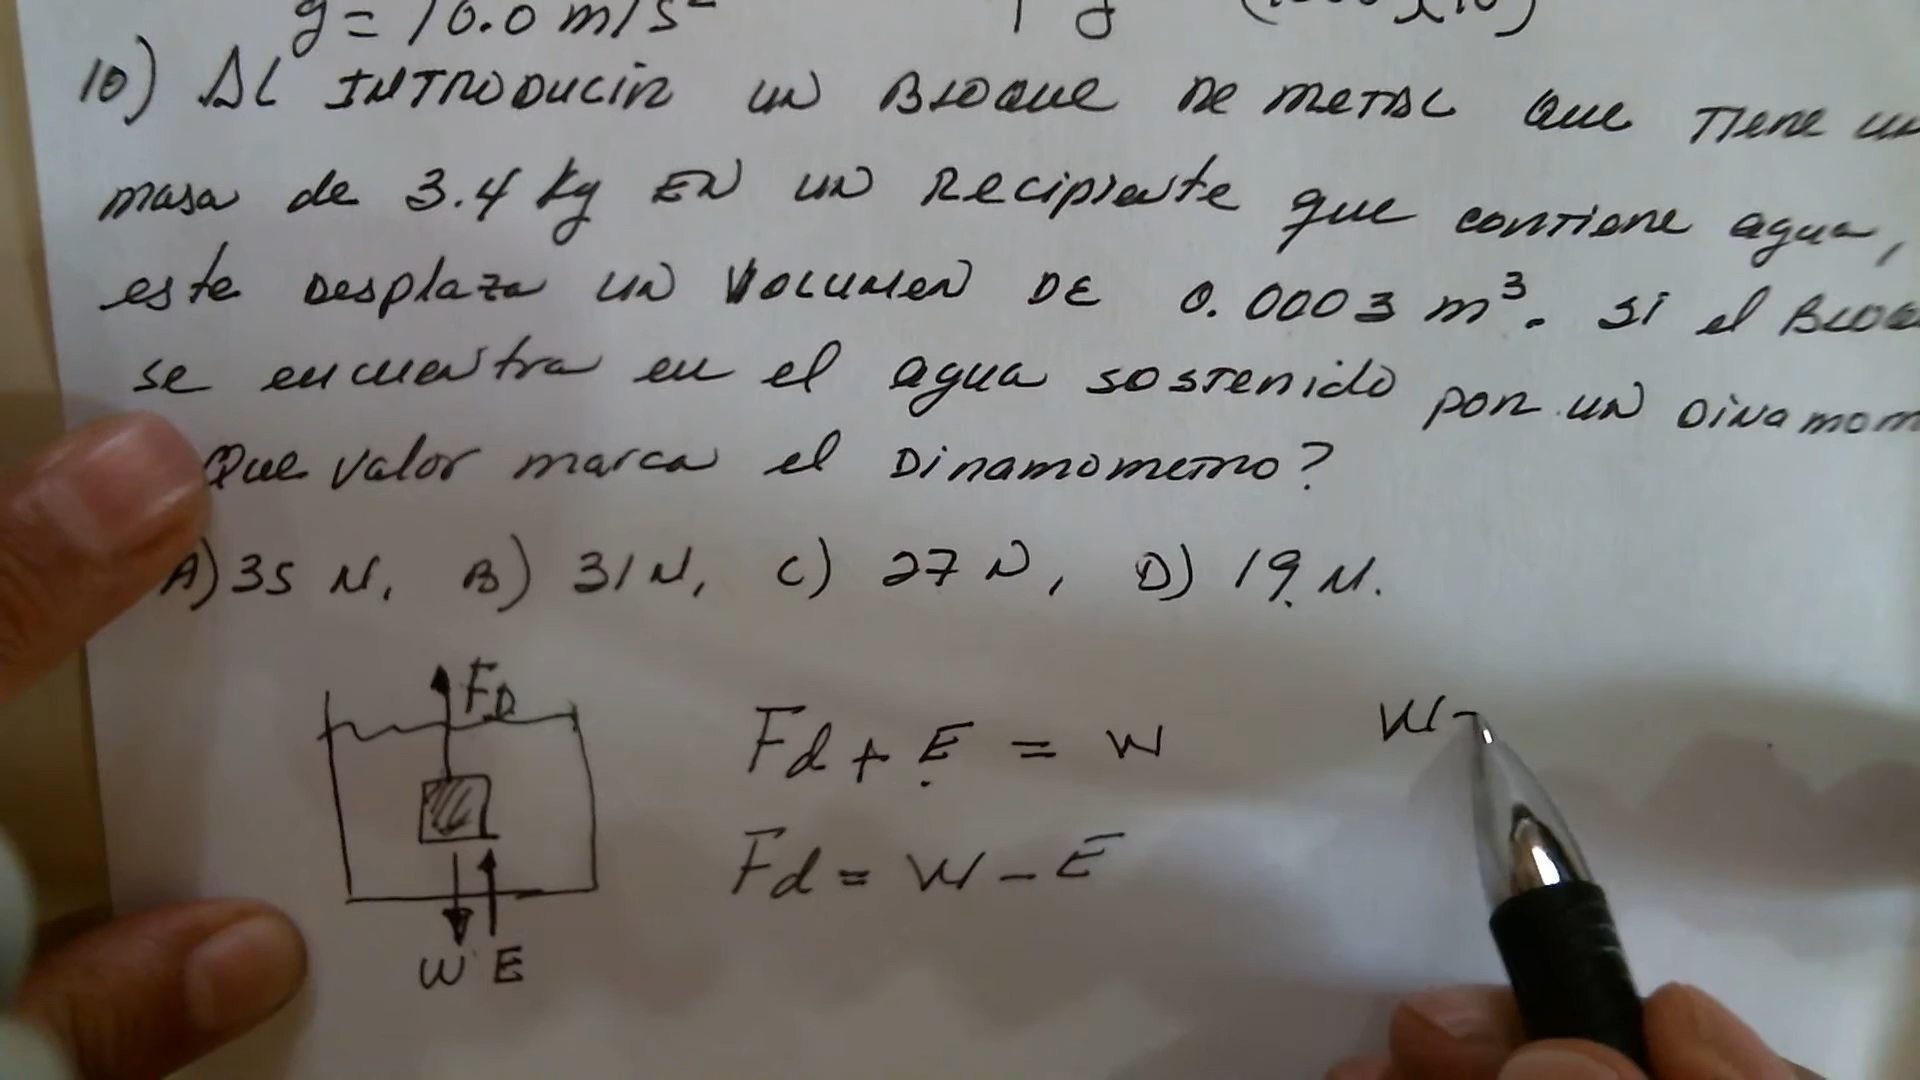 g = 10.0 m/s²
10) AL INTRODUCIR UN BLOQUE DE METAL QUE TIENE
masa de 3.4 kg EN UN RECIPIENTE que contiene agua,
este DESPLAZA UN VOLUMEN DE 0.0003 m³. SI el
se encuentra en el agua SOSTENIDO POR UN
Que valor marca el DINAMOMETRO?
A) 35 N, B) 31 N, C) 27 N, D) 19 N.
FD
Fd + E = W
W
Fd = W - E
W E